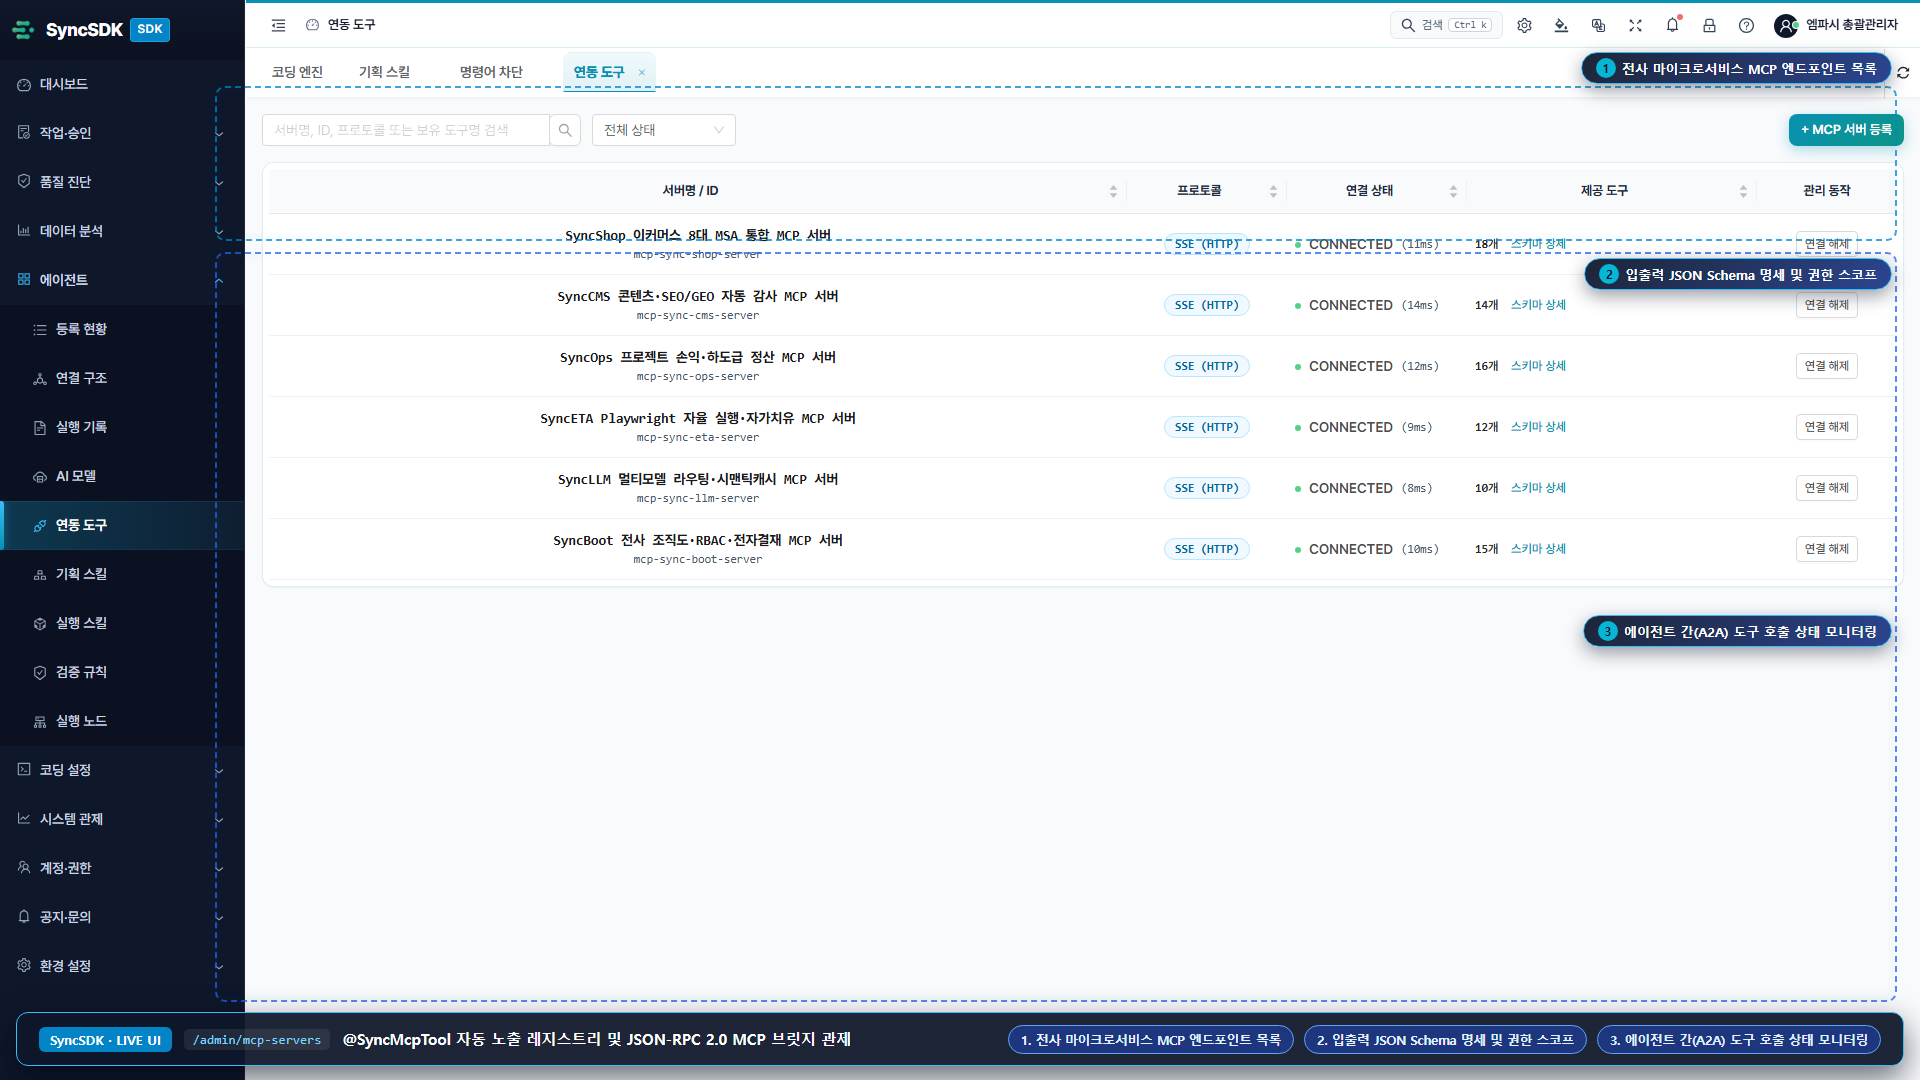 SyncSDK SDK
연동 도구
검색 Ctrl k
엠파시 총괄관리자
코딩 엔진
기획 스킬
명령어 차단
연동 도구 ×
1 전사 마이크로서비스 MCP 엔드포인트 목록
대시보드
작업·승인
품질 진단
데이터 분석
에이전트
등록 현황
연결 구조
실행 기록
AI 모델
연동 도구
기획 스킬
실행 스킬
검증 규칙
실행 노드
코딩 설정
시스템 관제
계정·권한
공지·문의
환경 설정
서버명, ID, 프로토콜 또는 보유 도구명 검색
전체 상태
+ MCP 서버 등록
서버명 / ID 프로토콜 연결 상태 제공 도구 관리 동작
SyncShop 이커머스 8대 MSA 통합 MCP 서버
mcp-sync-shop-server
SSE (HTTP) CONNECTED (11ms) 18개 스키마 상세 연결 해제
2 입출력 JSON Schema 명세 및 권한 스코프
SyncCMS 콘텐츠·SEO/GEO 자동 감사 MCP 서버
mcp-sync-cms-server
SSE (HTTP) CONNECTED (14ms) 14개 스키마 상세 연결 해제
SyncOps 프로젝트 손익·하도급 정산 MCP 서버
mcp-sync-ops-server
SSE (HTTP) CONNECTED (12ms) 16개 스키마 상세 연결 해제
SyncETA Playwright 자율 실행·자가치유 MCP 서버
mcp-sync-eta-server
SSE (HTTP) CONNECTED (9ms) 12개 스키마 상세 연결 해제
SyncLLM 멀티모델 라우팅·시맨틱캐시 MCP 서버
mcp-sync-llm-server
SSE (HTTP) CONNECTED (8ms) 10개 스키마 상세 연결 해제
SyncBoot 전사 조직도·RBAC·전자결재 MCP 서버
mcp-sync-boot-server
SSE (HTTP) CONNECTED (10ms) 15개 스키마 상세 연결 해제
3 에이전트 간(A2A) 도구 호출 상태 모니터링
SyncSDK · LIVE UI /admin/mcp-servers @SyncMcpTool 자동 노출 레지스트리 및 JSON-RPC 2.0 MCP 브릿지 관제
1. 전사 마이크로서비스 MCP 엔드포인트 목록
2. 입출력 JSON Schema 명세 및 권한 스코프
3. 에이전트 간(A2A) 도구 호출 상태 모니터링